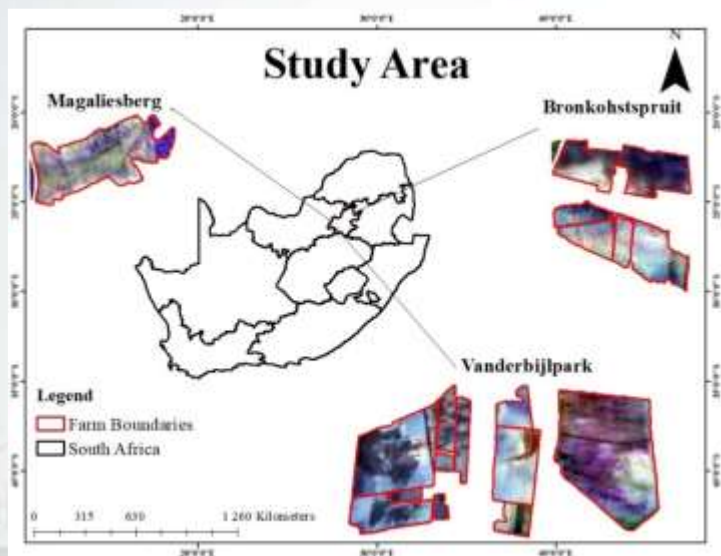 Study Area
N
Magaliesberg
Bronkohstspruit
Vanderbijlpark
Legend
Farm Boundaries
South Africa
0 315 630 1 260 Kilometers